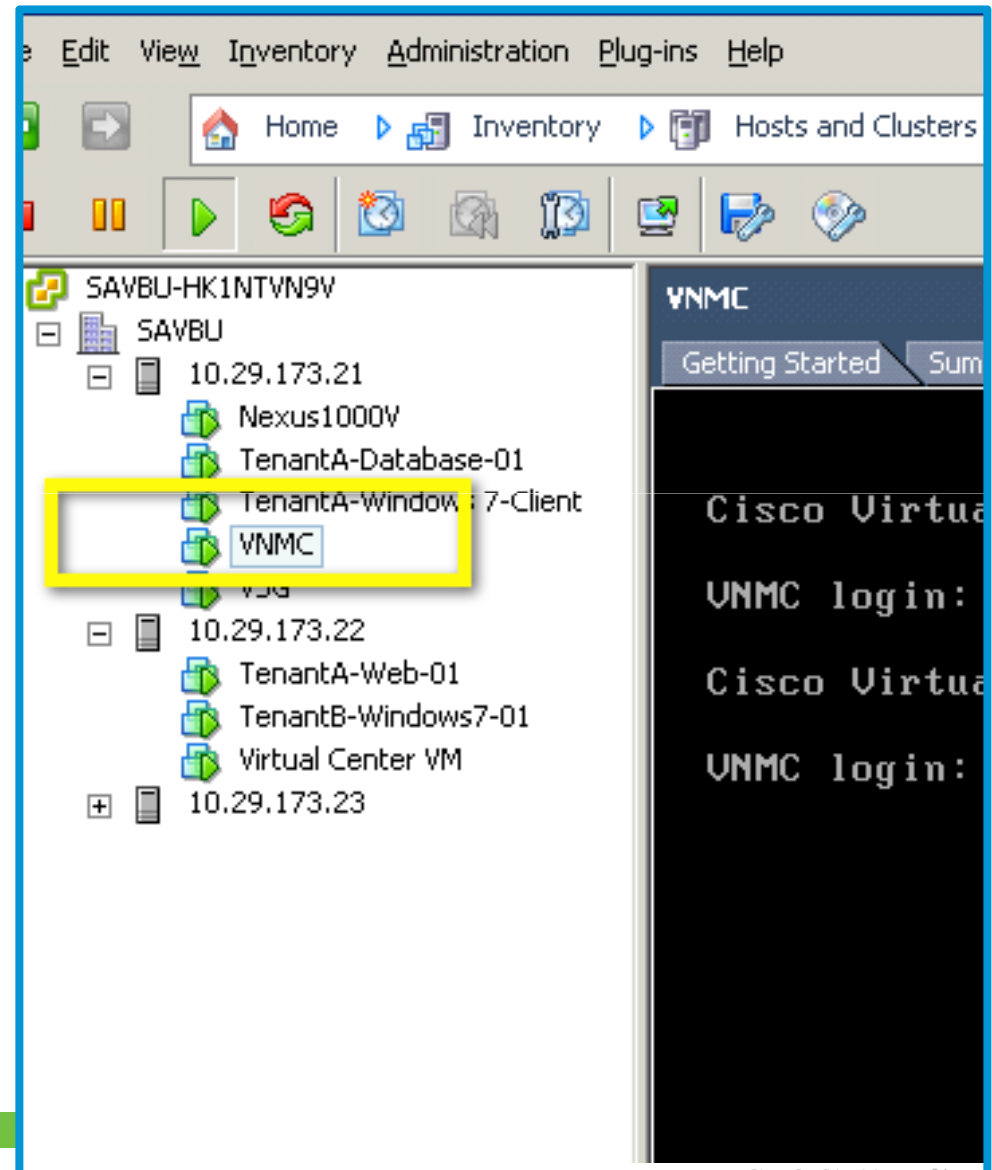 Edit View Inventory Administration Plug-ins Help
Home Inventory Hosts and Clusters
SAVBU-HK1NTVN9V
SAVBU
10.29.173.21
Nexus1000V
TenantA-Database-01
TenantA-Windows 7-Client
VNMC
10.29.173.22
TenantA-Web-01
TenantB-Windows7-01
Virtual Center VM
10.29.173.23
VNMC
Getting Started Sum
Cisco Virtua
VNMC login:
Cisco Virtua
VNMC login: